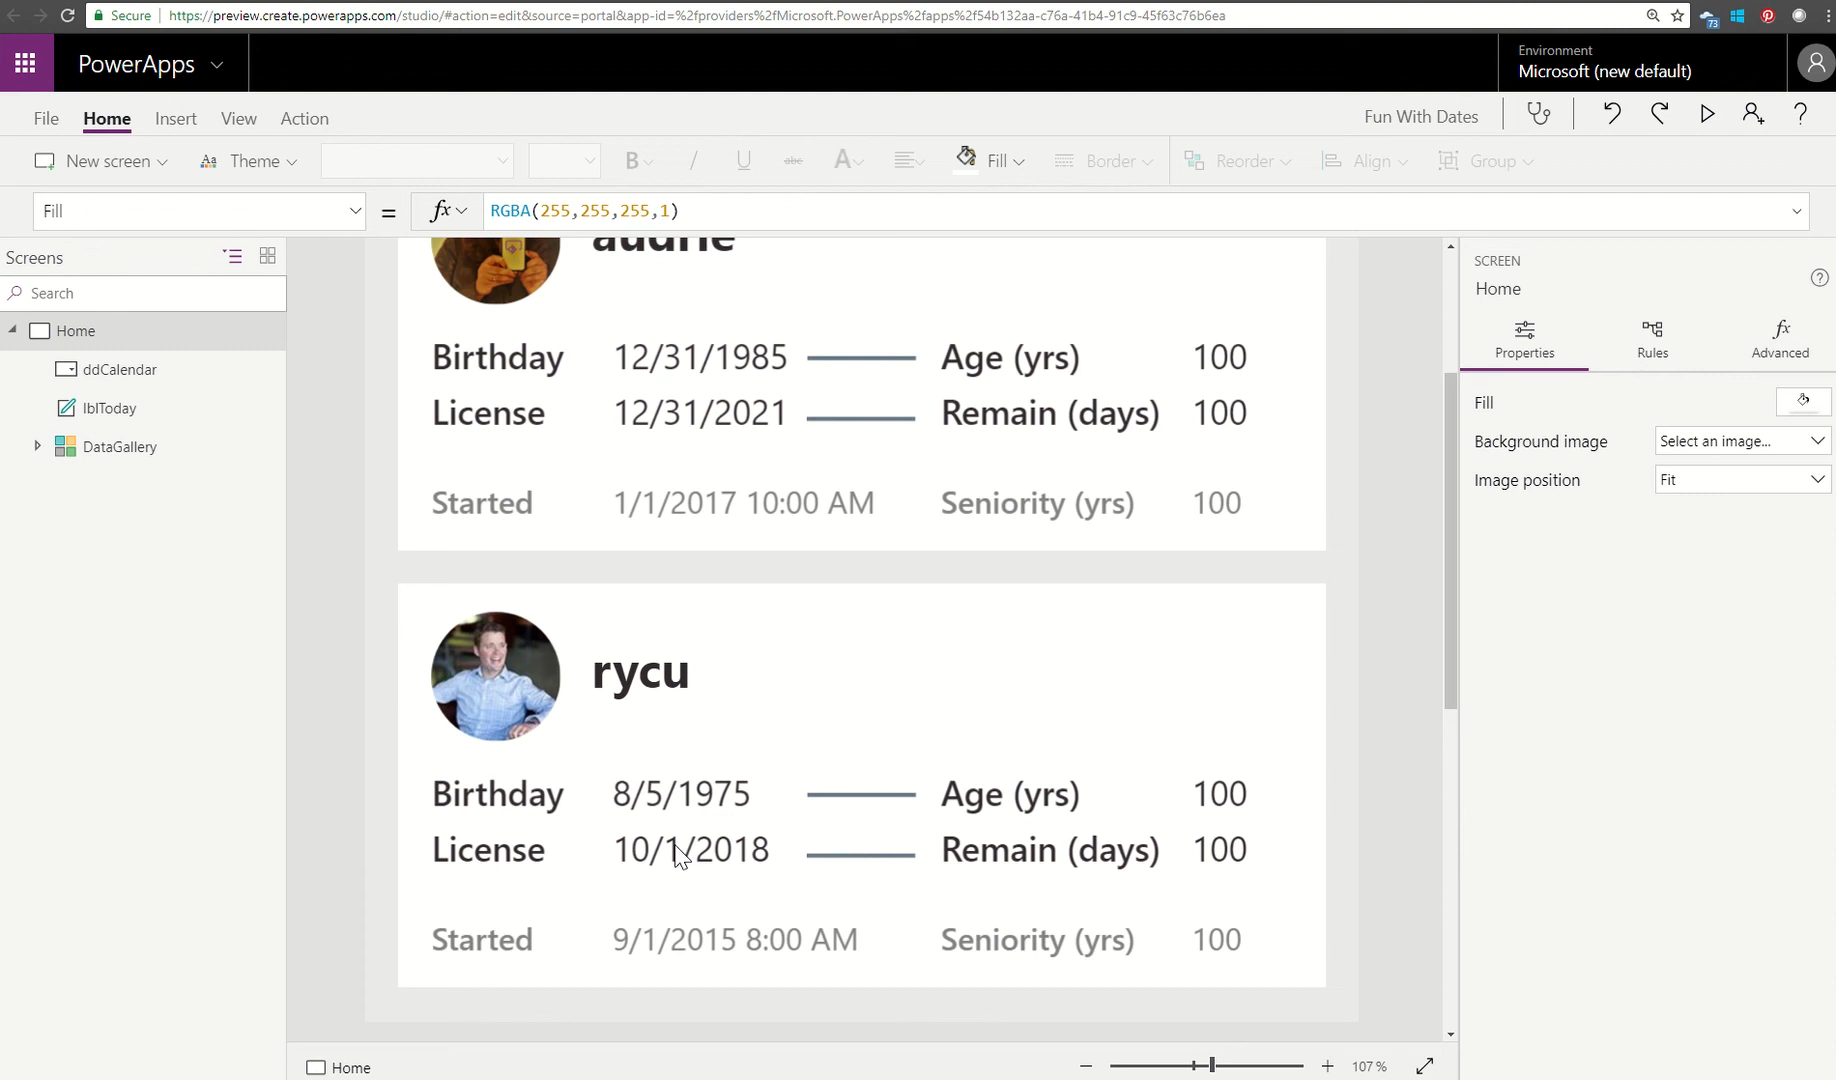 Secure https://preview.create.powerapps.com/studio/#action=edit&source=portal&app-id=%2fproviders%2fMicrosoft.PowerApps%2fapps%2f54b132aa-c76a-41b4-91c9-45f63c76b6ea
73
PowerApps
Environment
Microsoft (new default)
File Home Insert View Action
Fun With Dates
?
New screen Aa Theme B / U abc A Fill Border Reorder Align Group
Fill = fx RGBA(255,255,255,1)
Screens
Search
Home
ddCalendar
lblToday
DataGallery
audrie
Birthday 12/31/1985 Age (yrs) 100
License 12/31/2021 Remain (days) 100
Started 1/1/2017 10:00 AM Seniority (yrs) 100
rycu
Birthday 8/5/1975 Age (yrs) 100
License 10/1/2018 Remain (days) 100
Started 9/1/2015 8:00 AM Seniority (yrs) 100
SCREEN
Home
?
fx
Properties Rules Advanced
Fill
Background image Select an image...
Image position Fit
Home
107 %